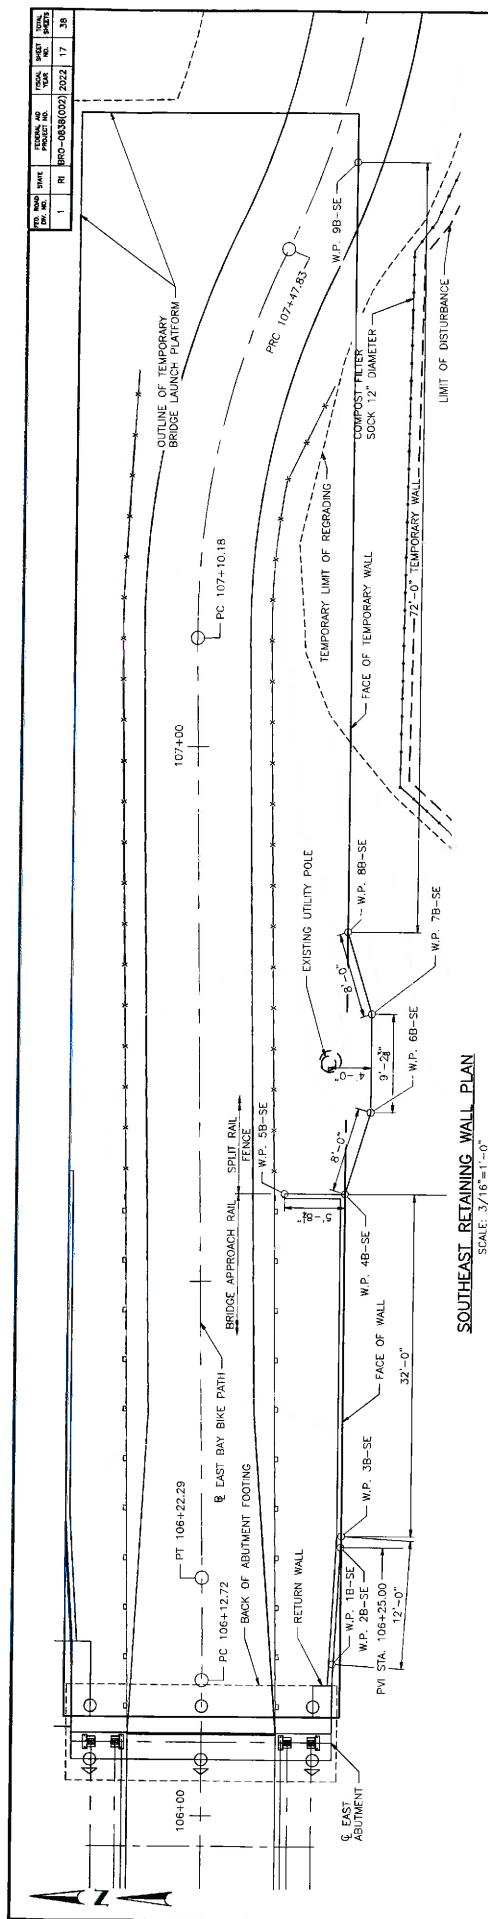 FED. ROAD DIV. NO.
STATE
FEDERAL AID PROJECT NO.
FISCAL YEAR
SHEET NO.
TOTAL SHEETS
1
RI
BRO-0838(002)
2022
17
38
OUTLINE OF TEMPORARY
BRIDGE LAUNCH PLATFORM
W.P. 9B-SE
PRC 107+47.83
COMPOST FILTER
SOCK 12" DIAMETER
LIMIT OF DISTURBANCE
TEMPORARY LIMIT OF REGRADING
PC 107+10.18
FACE OF TEMPORARY WALL
72'-0" TEMPORARY WALL
107+00
EXISTING UTILITY POLE
W.P. 8B-SE
8'-0"
W.P. 7B-SE
4'-0"
9'-2⅜"
W.P. 6B-SE
8'-0"
SPLIT RAIL
FENCE
W.P. 5B-SE
BRIDGE APPROACH RAIL
W.P. 4B-SE
EAST BAY BIKE PATH
FACE OF WALL
32'-0"
W.P. 3B-SE
PT 106+22.29
PC 106+12.72
BACK OF ABUTMENT FOOTING
RETURN WALL
W.P. 1B-SE
W.P. 2B-SE
PVI STA. 106+25.00
12'-0"
106+00
℄ EAST
ABUTMENT
Z
SOUTHEAST RETAINING WALL PLAN
SCALE: 3/16"=1'-0"